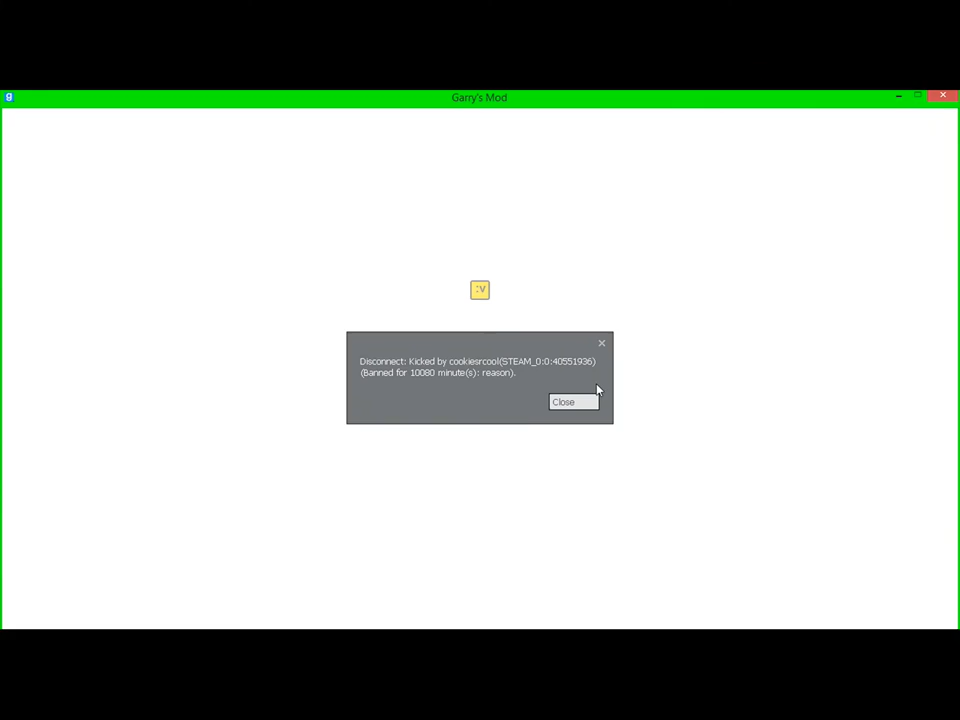 g
Garry's Mod
:v
Disconnect: Kicked by cookiesrcool(STEAM_0:0:40551936)
(Banned for 10080 minute(s): reason).
Close